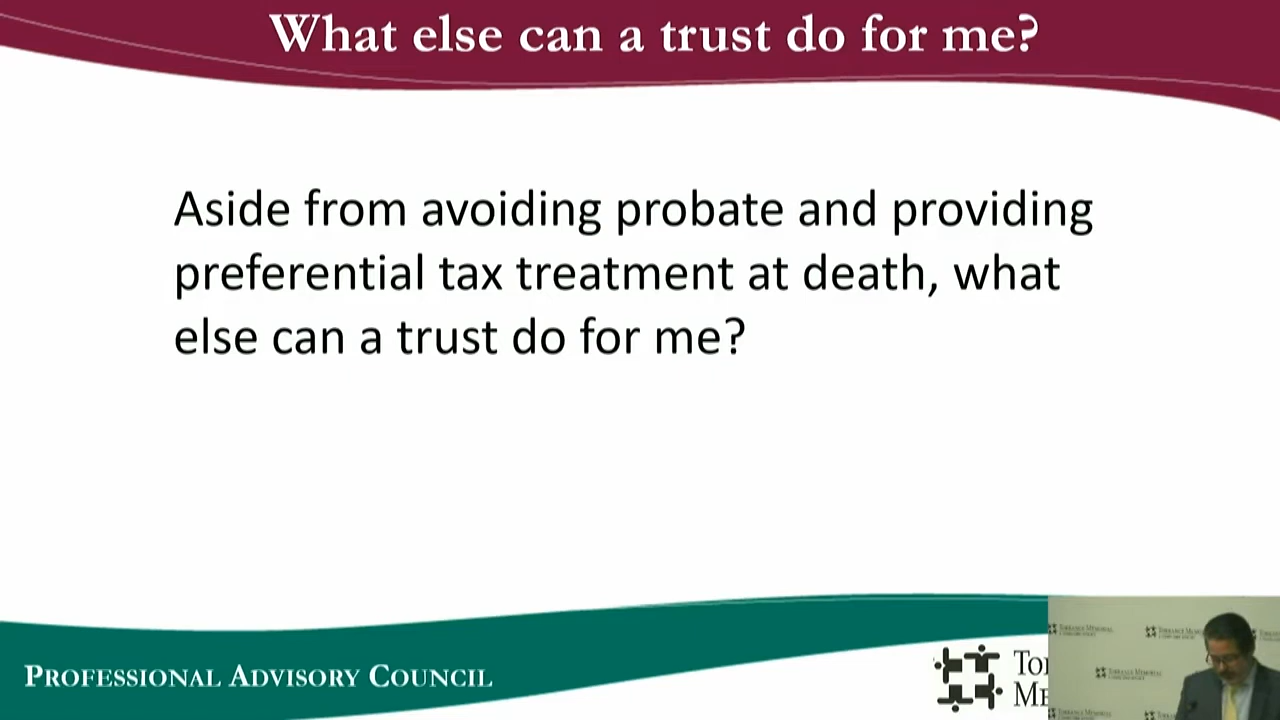 What else can a trust do for me?
Aside from avoiding probate and providing
preferential tax treatment at death, what
else can a trust do for me?
PROFESSIONAL ADVISORY COUNCIL